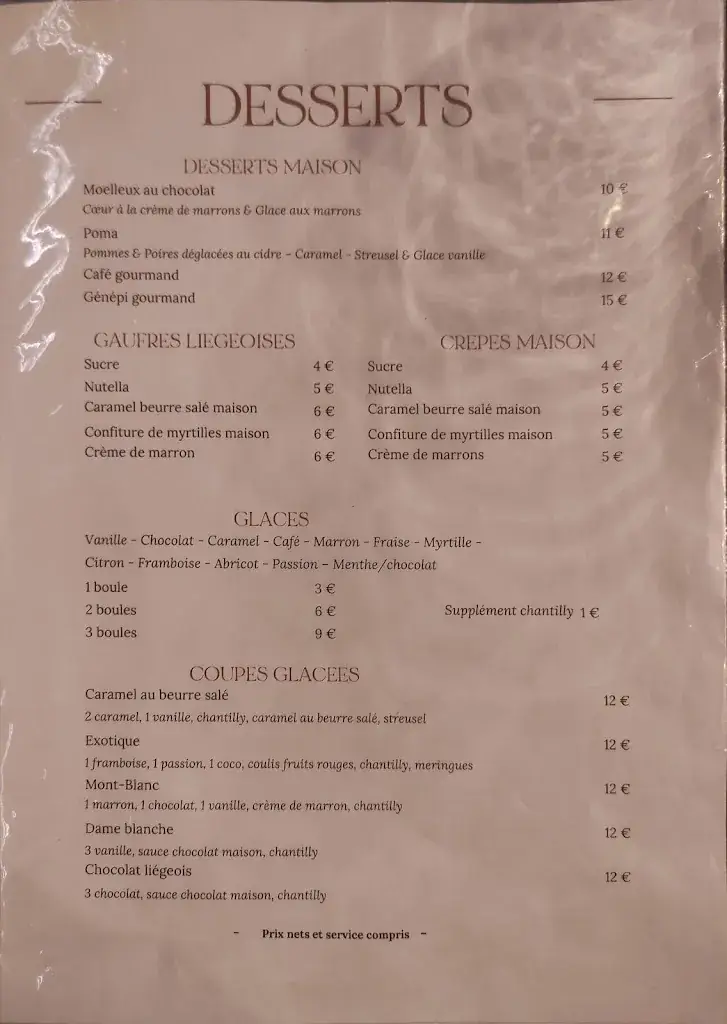 DESSERTS
DESSERTS MAISON
Moelleux au chocolat 10 €
Cœur à la crème de marrons & Glace aux marrons
Poma 11 €
Pommes & Poires déglacées au cidre - Caramel - Streusel & Glace vanille
Café gourmand 12 €
Génépi gourmand 15 €
GAUFRES LIEGEOISES
Sucre 4 €
Nutella 5 €
Caramel beurre salé maison 6 €
Confiture de myrtilles maison 6 €
Crème de marron 6 €
CREPES MAISON
Sucre 4 €
Nutella 5 €
Caramel beurre salé maison 5 €
Confiture de myrtilles maison 5 €
Crème de marrons 5 €
GLACES
Vanille - Chocolat - Caramel - Café - Marron - Fraise - Myrtille -
Citron - Framboise - Abricot - Passion - Menthe/chocolat
1 boule 3 €
2 boules 6 € Supplément chantilly 1 €
3 boules 9 €
COUPES GLACEES
Caramel au beurre salé 12 €
2 caramel, 1 vanille, chantilly, caramel au beurre salé, streusel
Exotique 12 €
1 framboise, 1 passion, 1 coco, coulis fruits rouges, chantilly, meringues
Mont-Blanc 12 €
1 marron, 1 chocolat, 1 vanille, crème de marron, chantilly
Dame blanche 12 €
3 vanille, sauce chocolat maison, chantilly
Chocolat liégeois 12 €
3 chocolat, sauce chocolat maison, chantilly
- Prix nets et service compris -